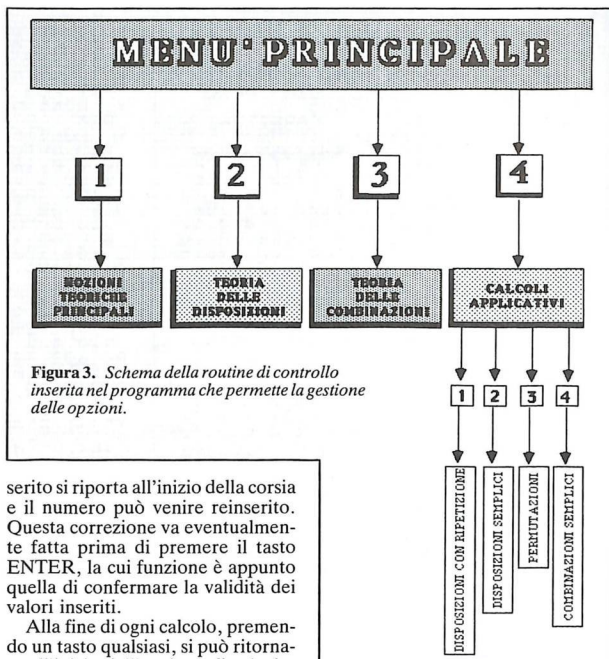 MENU' PRINCIPALE
1
2
3
4
NOZIONI
TEORICHE
PRINCIPALI
TEORIA
DELLE
DISPOSIZIONI
TEORIA
DELLE
COMBINAZIONI
CALCOLI
APPLICATIVI
1
2
3
4
DISPOSIZIONI CON RIPETIZIONE
DISPOSIZIONI SEMPLICI
PERMUTAZIONI
COMBINAZIONI SEMPLICI
Figura 3. Schema della routine di controllo
inserita nel programma che permette la gestione
delle opzioni.
serito si riporta all'inizio della corsia
e il numero può venire reinserito.
Questa correzione va eventualmen-
te fatta prima di premere il tasto
ENTER, la cui funzione è appunto
quella di confermare la validità dei
valori inseriti.
Alla fine di ogni calcolo, premen-
do un tasto qualsiasi, si può ritorna-